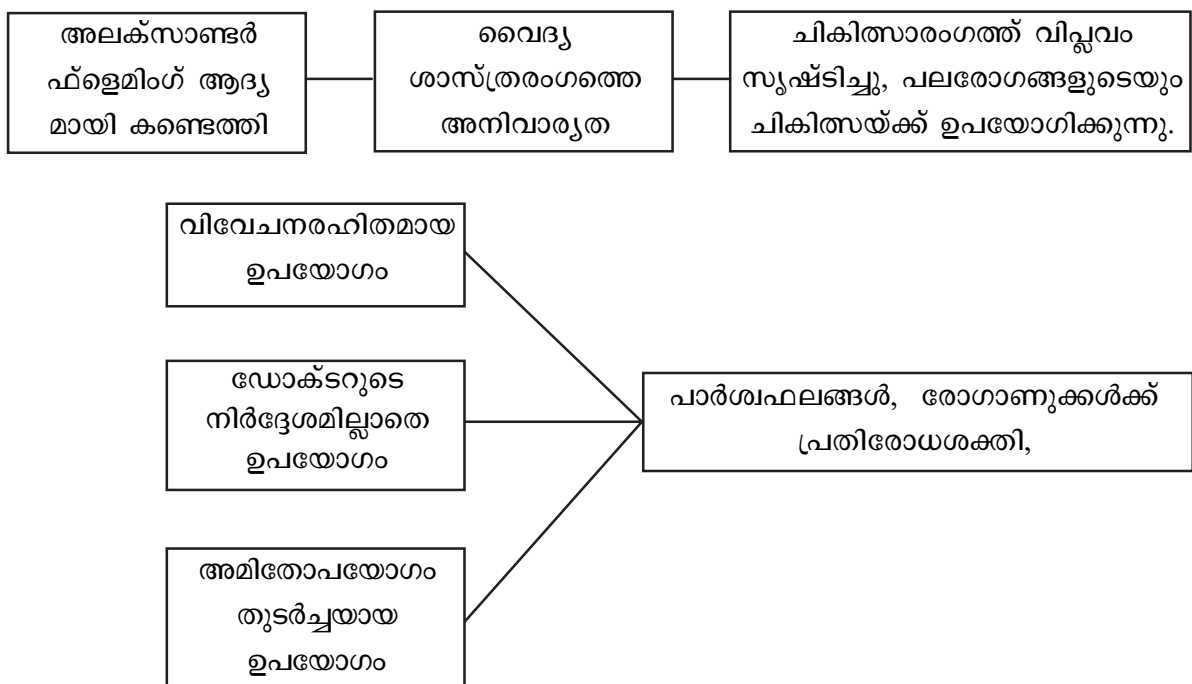 അലക്സാണ്ടർ
ഫ്ളെമിംഗ് ആദ്യ
മായി കണ്ടെത്തി
വൈദ്യ
ശാസ്ത്രരംഗത്തെ
അനിവാര്യത
ചികിത്സാരംഗത്ത് വിപ്ലവം
സൃഷ്ടിച്ചു, പലരോഗങ്ങളുടെയും
ചികിത്സയ്ക്ക് ഉപയോഗിക്കുന്നു.
വിവേചനരഹിതമായ
ഉപയോഗം
ഡോക്ടറുടെ
നിർദ്ദേശമില്ലാതെ
ഉപയോഗം
അമിതോപയോഗം
തുടർച്ചയായ
ഉപയോഗം
പാർശ്വഫലങ്ങൾ, രോഗാണുക്കൾക്ക്
പ്രതിരോധശക്തി,